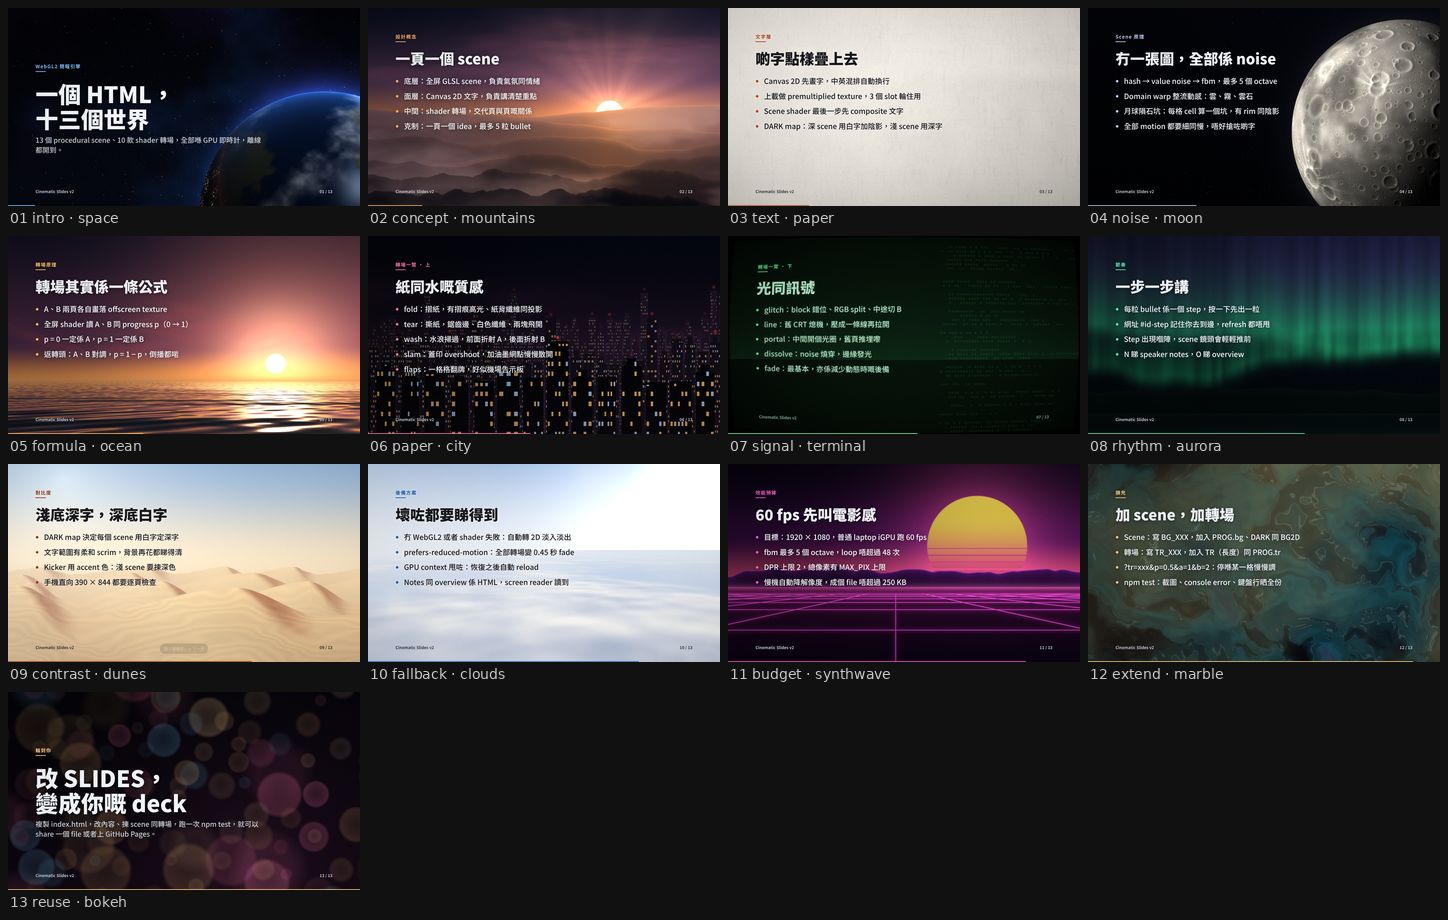 WebGL2 簡報引擎
一個 HTML，
十三個世界
13 個 procedural scene、10 款 shader 轉場，全部喺 GPU 即時計，離線
都開到。
Cinematic Slides v2
01 / 13
01 intro · space
設計概念
一頁一個 scene
底層：全屏 GLSL scene，負責氣氛同情緒
面層：Canvas 2D 文字，負責講清楚重點
中間：shader 轉場，交代頁與頁嘅關係
克制：一頁一個 idea，最多 5 粒 bullet
Cinematic Slides v2
02 / 13
02 concept · mountains
文字層
啲字點樣疊上去
Canvas 2D 先畫字，中英混排自動換行
上載做 premultiplied texture，3 個 slot 輪住用
Scene shader 最後一步先 composite 文字
DARK map：深 scene 用白字加陰影，淺 scene 用深字
Cinematic Slides v2
03 / 13
03 text · paper
Scene 原理
冇一張圖，全部係 noise
hash → value noise → fbm，最多 5 個 octave
Domain warp 整流動感：雲、霧、雲石
月球隕石坑：每格 cell 算一個坑，有 rim 同陰影
全部 motion 都要細同慢，唔好搶咗啲字
Cinematic Slides v2
04 / 13
04 noise · moon
轉場原理
轉場其實係一條公式
A、B 兩頁各自畫落 offscreen texture
全屏 shader 讀 A、B 同 progress p（0 → 1）
p = 0 一定係 A，p = 1 一定係 B
返轉頭：A、B 對調，p = 1 − p，倒播都啱
Cinematic Slides v2
05 formula · ocean
轉場一覽 · 上
紙同水嘅質感
fold：摺紙，有摺痕高光、紙背纖維同投影
tear：撕紙，鋸齒邊、白色纖維、兩塊飛開
wash：水浪掃過，前面折射 A，後面折射 B
slam：蓋印 overshoot，加油墨網點慢慢散開
flaps：一格格翻牌，好似機場告示板
Cinematic Slides v2
06 paper · city
轉場一覽 · 下
光同訊號
glitch：block 錯位、RGB split、中途切 B
line：舊 CRT 熄機，壓成一條線再拉開
portal：中間開個光圈，舊頁推埋嚟
dissolve：noise 燒穿，邊緣發光
fade：最基本，亦係減少動態時嘅後備
Cinematic Slides v2
07 / 13
07 signal · terminal
節奏
一步一步講
每粒 bullet 係一個 step，按一下先出一粒
網址 #id-step 記住你去到邊，refresh 都唔甩
Step 出現嗰陣，scene 鏡頭會輕輕推前
N 睇 speaker notes，O 睇 overview
Cinematic Slides v2
08 / 13
08 rhythm · aurora
對比度
淺底深字，深底白字
DARK map 決定每個 scene 用白字定深字
文字範圍有柔和 scrim，背景再花都睇得清
Kicker 用 accent 色：淺 scene 要揀深色
手機直向 390 × 844 都要逐頁檢查
Cinematic Slides v2
09 / 13
09 contrast · dunes
後備方案
壞咗都要睇得到
冇 WebGL2 或者 shader 失敗：自動轉 2D 淡入淡出
prefers-reduced-motion：全部轉場變 0.45 秒 fade
GPU context 甩咗：恢復之後自動 reload
Notes 同 overview 係 HTML，screen reader 讀到
Cinematic Slides v2
10 / 13
10 fallback · clouds
效能預算
60 fps 先叫電影感
目標：1920 × 1080，普通 laptop iGPU 跑 60 fps
fbm 最多 5 個 octave，loop 唔超過 48 次
DPR 上限 2，總像素有 MAX_PIX 上限
慢機自動降解像度，成個 file 唔超過 250 KB
Cinematic Slides v2
11 / 13
11 budget · synthwave
擴充
加 scene，加轉場
Scene：寫 BG_XXX，加入 PROG.bg、DARK 同 BG2D
轉場：寫 TR_XXX，加入 TR（長度）同 PROG.tr
?tr=xxx&p=0.5&a=1&b=2：停喺某一格慢慢調
npm test：截圖、console error、鍵盤行晒全份
Cinematic Slides v2
12 / 13
12 extend · marble
輪到你
改 SLIDES，
變成你嘅 deck
複製 index.html，改內容、揀 scene 同轉場，跑一次 npm test，就可以
share 一個 file 或者上 GitHub Pages。
Cinematic Slides v2
13 / 13
13 reuse · bokeh